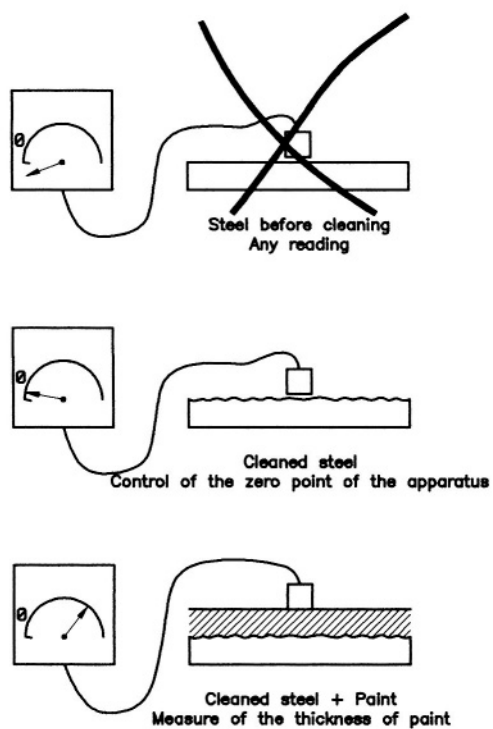 0
Steel before cleaning
Any reading
0
Cleaned steel
Control of the zero point of the apparatus
0
Cleaned steel + Paint
Measure of the thickness of paint